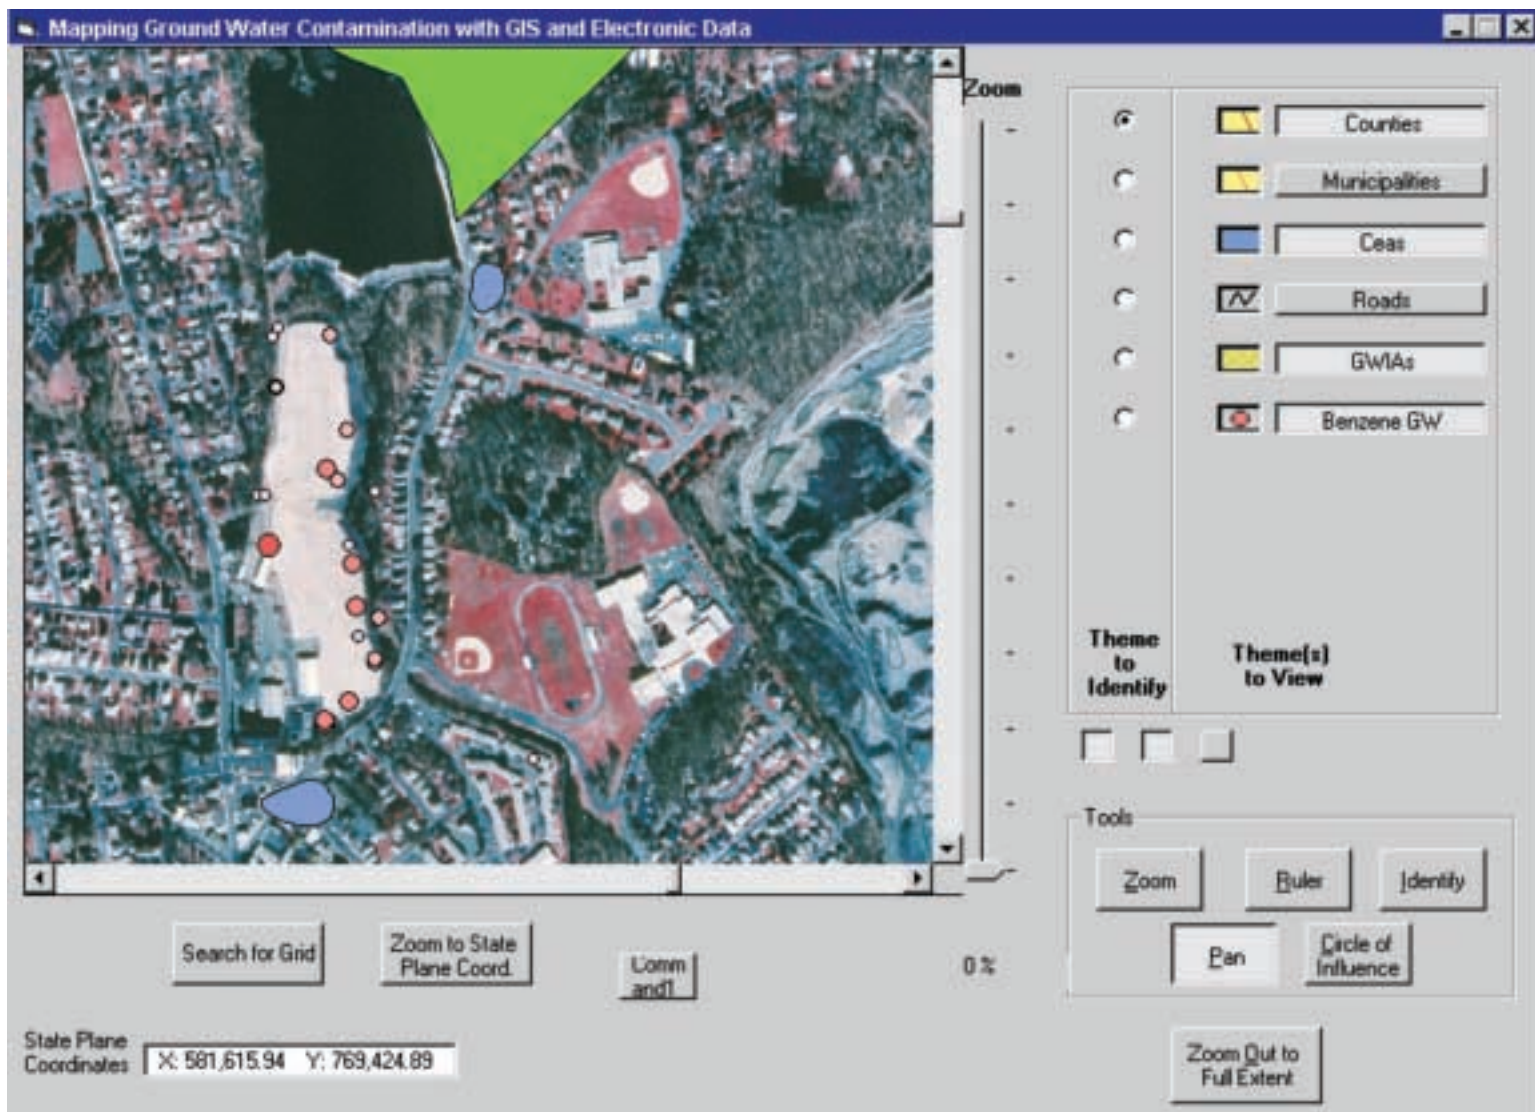 Mapping Ground Water Contamination with GIS and Electronic Data
Zoom
Counties
Municipalities
Ceas
Roads
GWIAs
Benzene GW
Theme
to
Identify
Theme(s)
to View
Tools
Zoom
Ruler
Identify
Pan
Circle of
Influence
Search for Grid
Zoom to State
Plane Coord.
Comm
and1
0 %
State Plane
Coordinates
X: 581,615.94 Y: 769,424.89
Zoom Out to
Full Extent